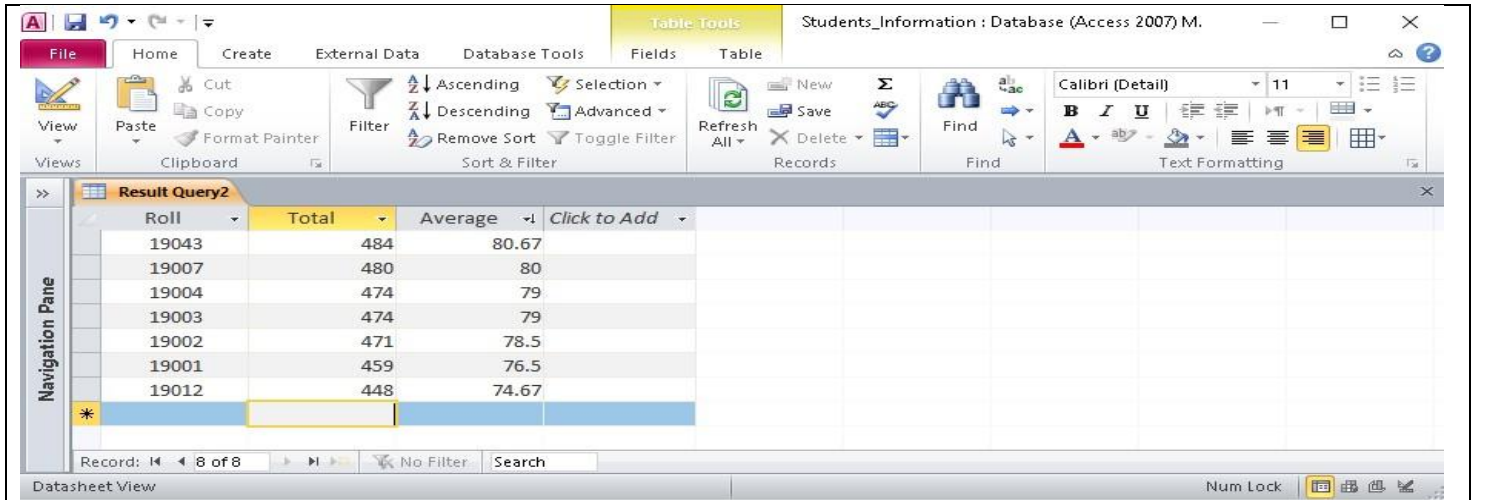 A Table Tools Students_Information : Database (Access 2007) M.
File Home Create External Data Database Tools Fields Table
View Paste Cut Copy Format Painter Filter Ascending Descending Remove Sort Selection Advanced Toggle Filter Refresh All New Save Delete Σ ABC Find ab ac Calibri (Detail) 11 B I U A ab
Views Clipboard Sort & Filter Records Find Text Formatting
Result Query2
Roll Total Average Click to Add
19043 484 80.67
19007 480 80
19004 474 79
19003 474 79
19002 471 78.5
19001 459 76.5
19012 448 74.67
Navigation Pane
Record: 8 of 8 No Filter Search
Datasheet View Num Lock